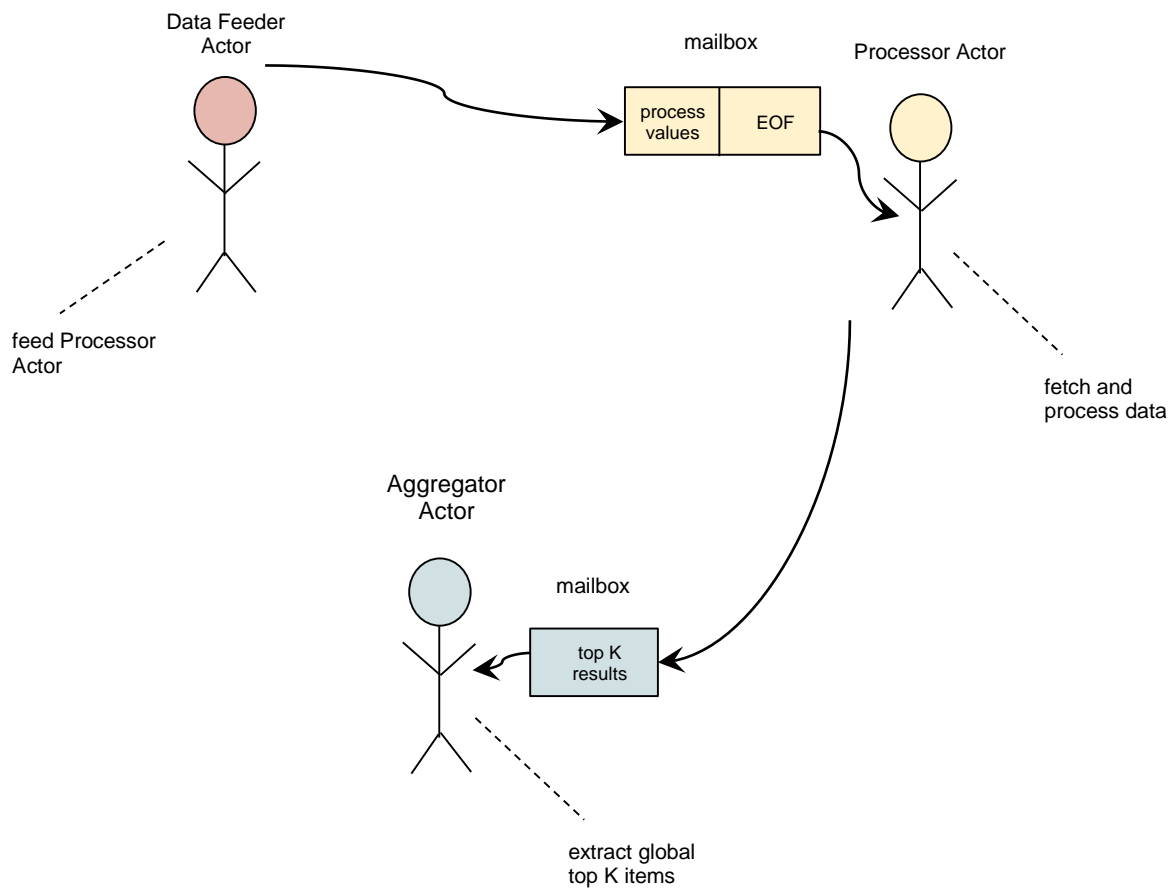 Data Feeder
Actor
mailbox
Processor Actor
process
values
EOF
feed Processor
Actor
fetch and
process data
Aggregator
Actor
mailbox
top K
results
extract global
top K items